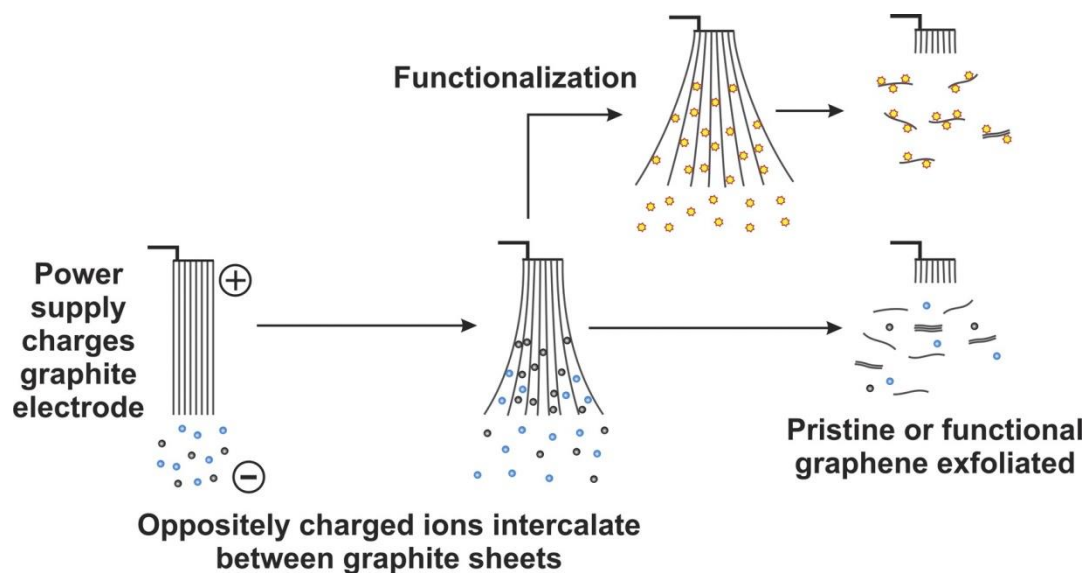 Functionalization
Power
supply
charges
graphite
electrode
+
−
Oppositely charged ions intercalate
between graphite sheets
Pristine or functional
graphene exfoliated